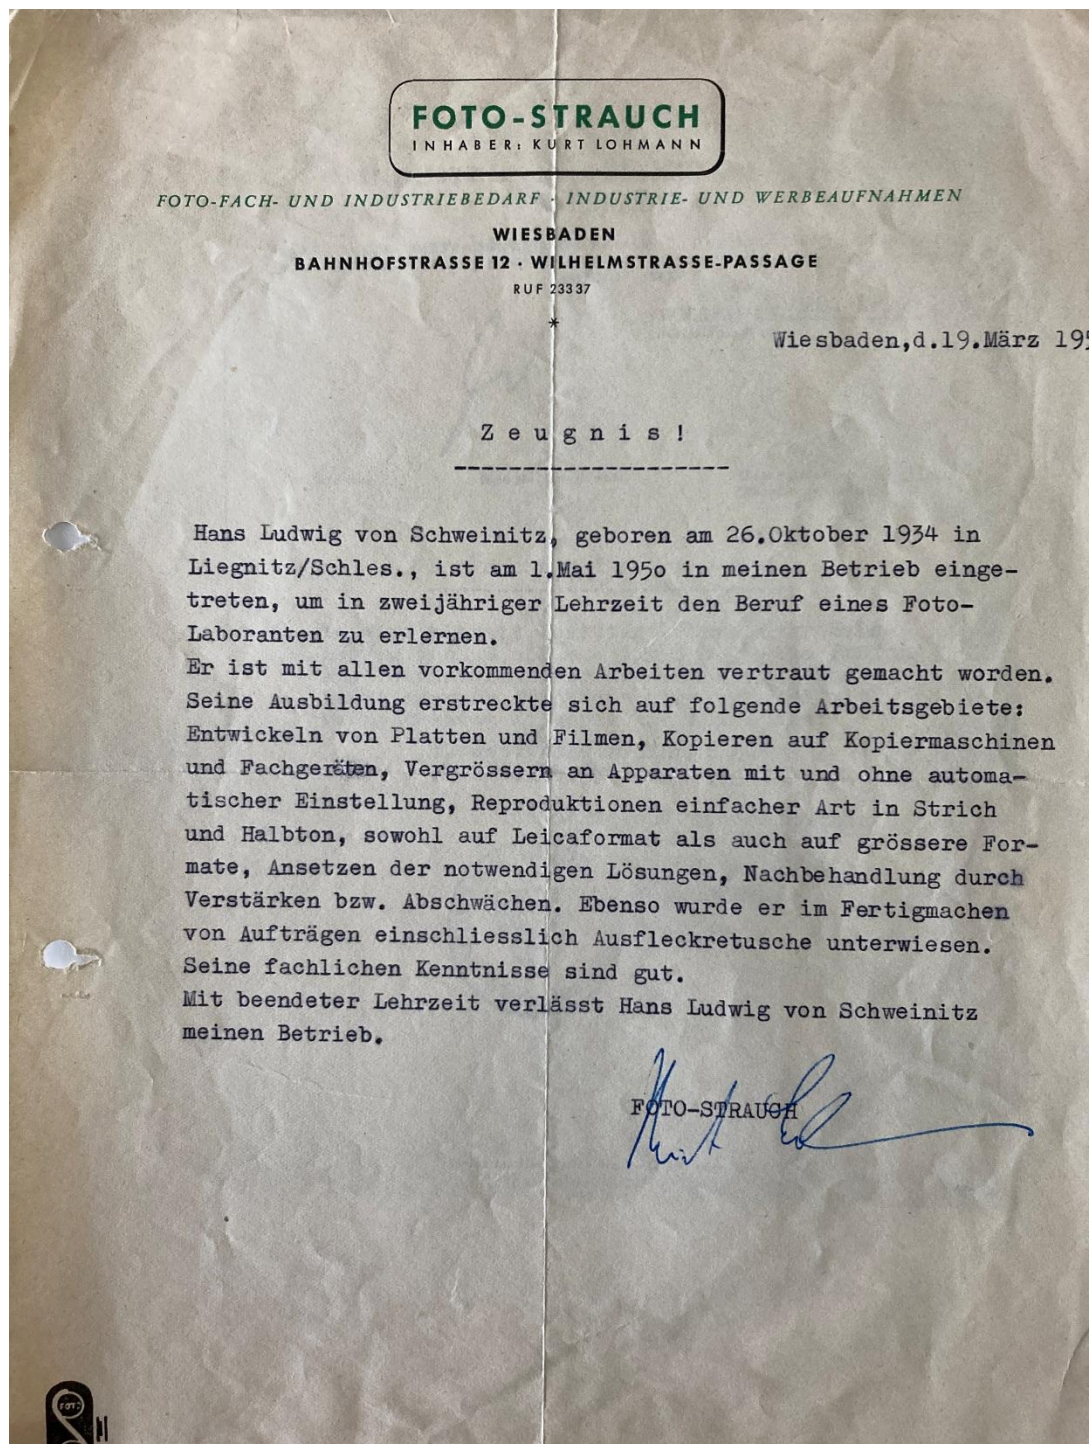 FOTO-STRAUCH
INHABER: KURT LOHMANN
FOTO-FACH- UND INDUSTRIEBEDARF · INDUSTRIE- UND WERBEAUFNAHMEN
WIESBADEN
BAHNHOFSTRASSE 12 · WILHELMSTRASSE-PASSAGE
RUF 23337
*
Wiesbaden,d.19.März 195
Zeugnis!
Hans Ludwig von Schweinitz, geboren am 26.Oktober 1934 in
Liegnitz/Schles., ist am 1.Mai 195o in meinen Betrieb einge-
treten, um in zweijähriger Lehrzeit den Beruf eines Foto-
Laboranten zu erlernen.
Er ist mit allen vorkommenden Arbeiten vertraut gemacht worden.
Seine Ausbildung erstreckte sich auf folgende Arbeitsgebiete:
Entwickeln von Platten und Filmen, Kopieren auf Kopiermaschinen
und Fachgeräten, Vergrössern an Apparaten mit und ohne automa-
tischer Einstellung, Reproduktionen einfacher Art in Strich
und Halbton, sowohl auf Leicaformat als auch auf grössere For-
mate, Ansetzen der notwendigen Lösungen, Nachbehandlung durch
Verstärken bzw. Abschwächen. Ebenso wurde er im Fertigmachen
von Aufträgen einschliesslich Ausfleckretusche unterwiesen.
Seine fachlichen Kenntnisse sind gut.
Mit beendeter Lehrzeit verlässt Hans Ludwig von Schweinitz
meinen Betrieb.
FOTO-STRAUCH
Kurt